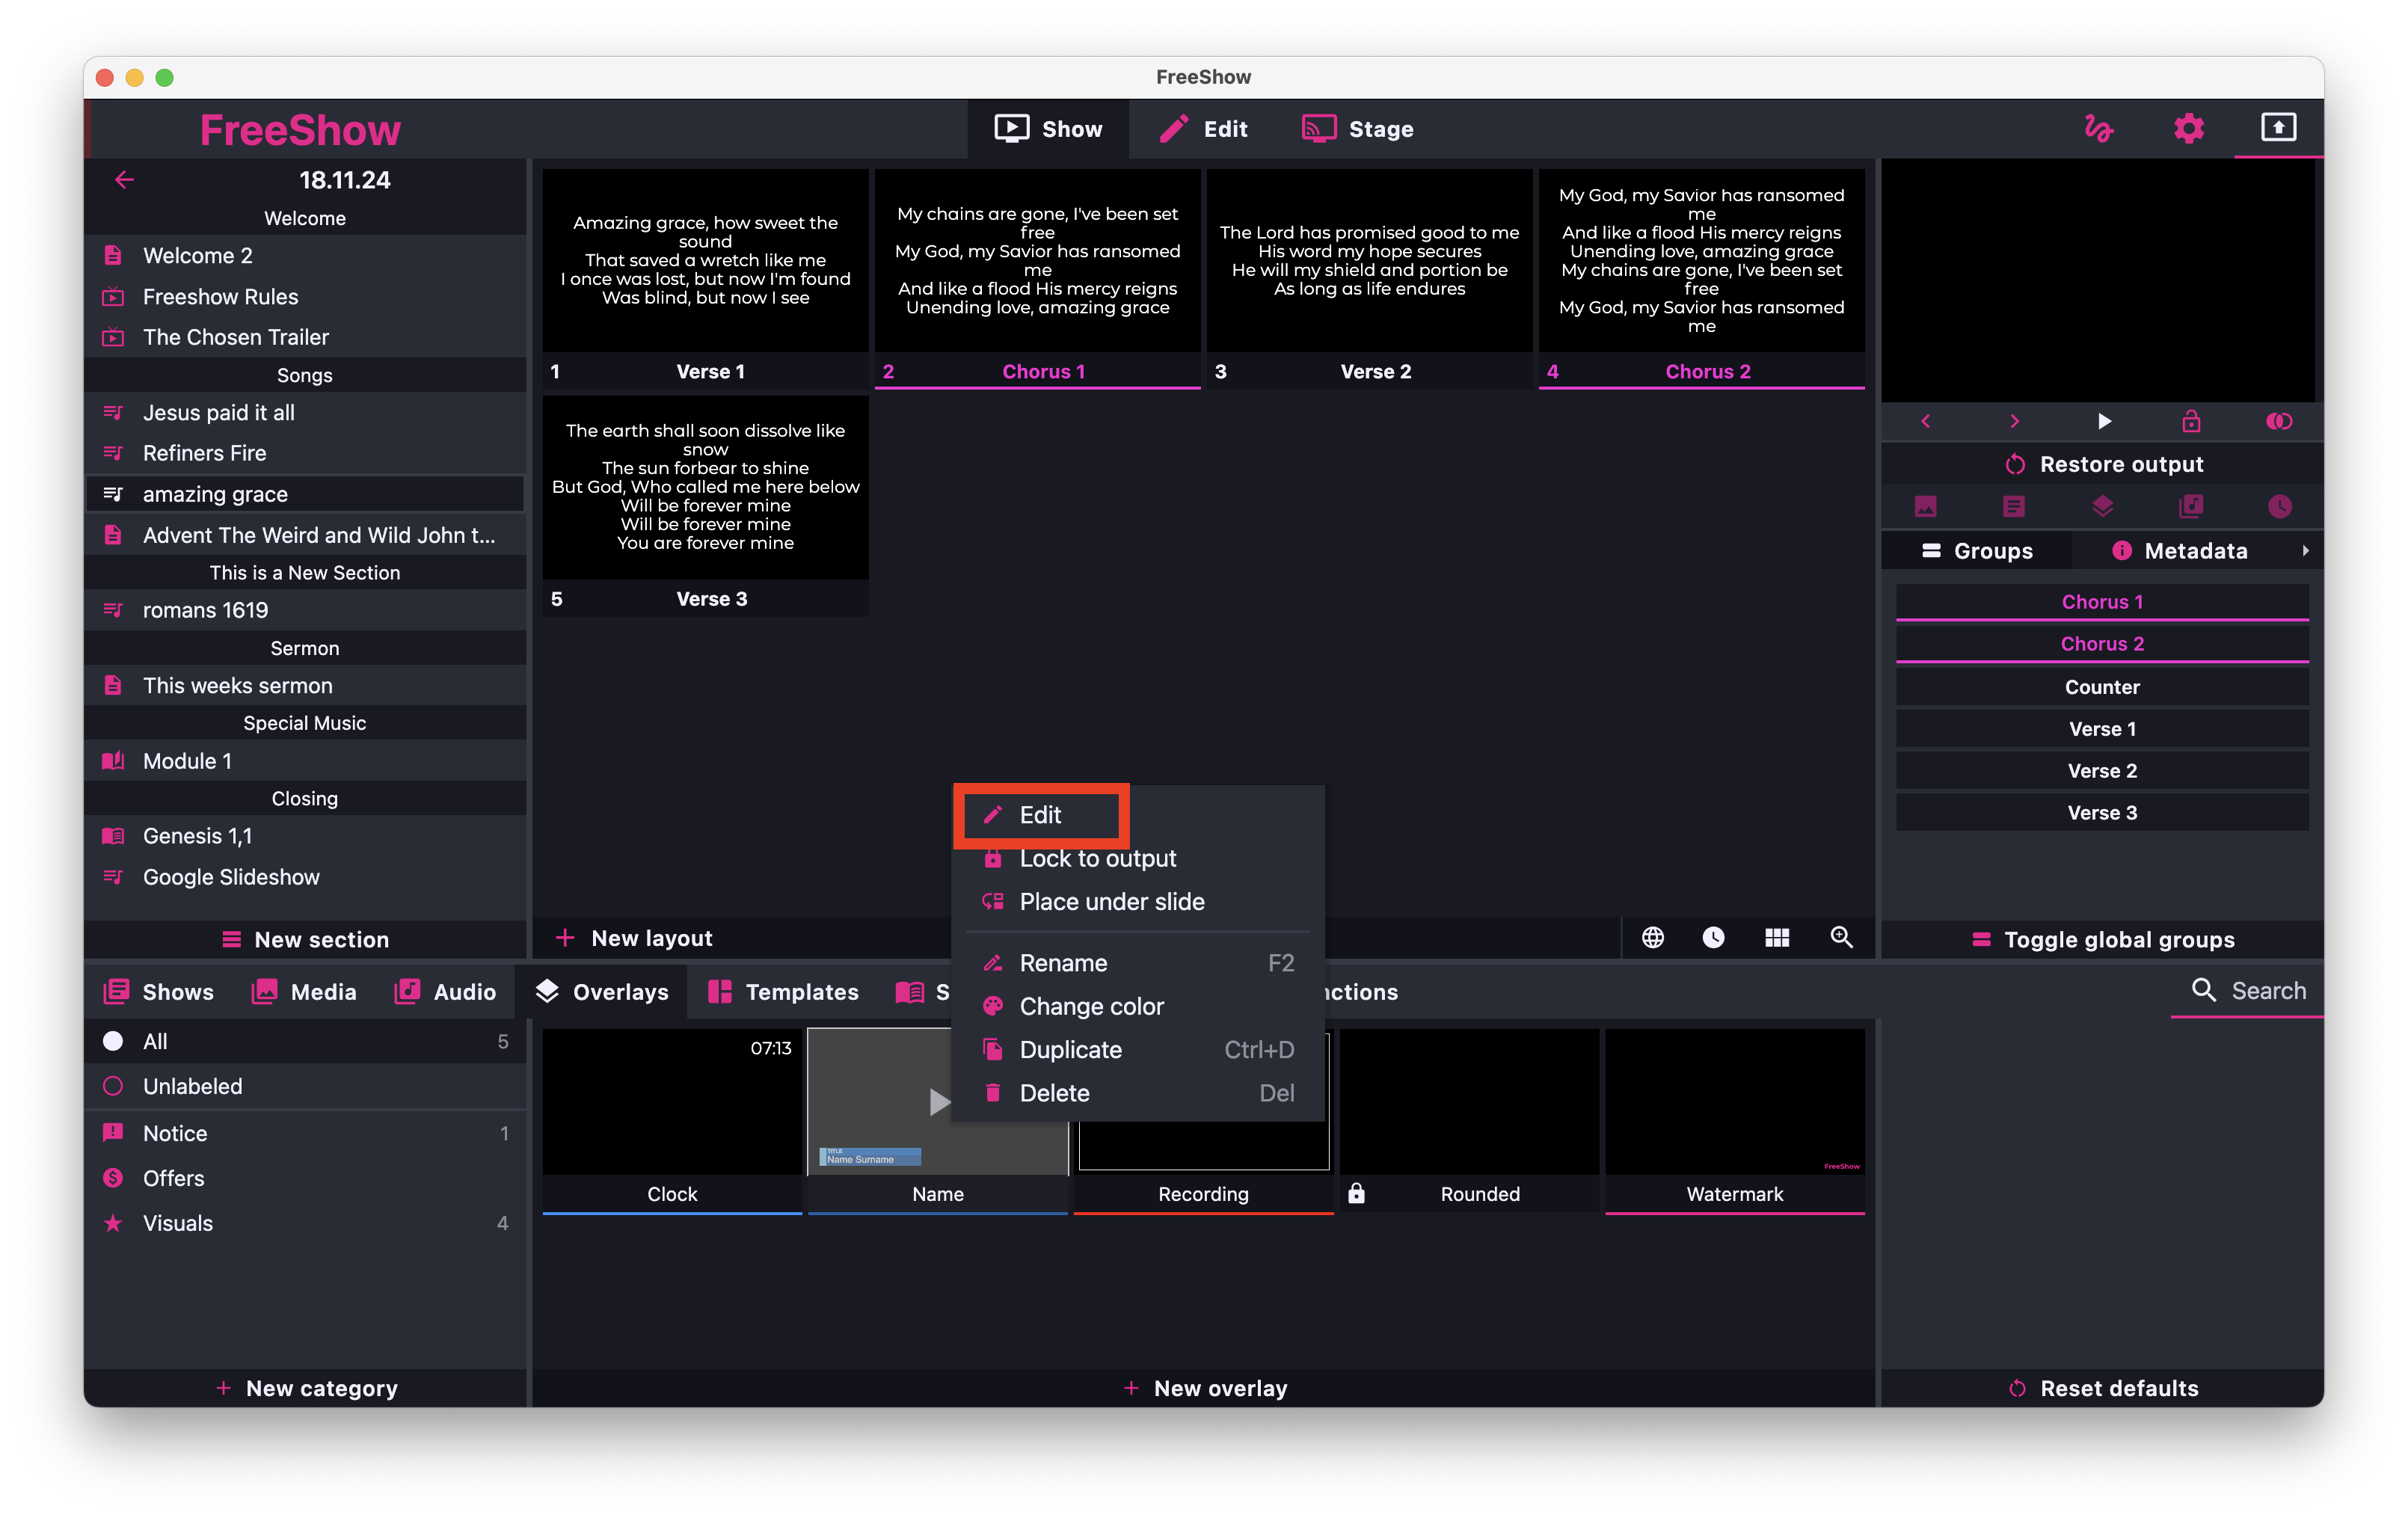 FreeShow
FreeShow
Show
Edit
Stage
18.11.24
Welcome
Welcome 2
Freeshow Rules
The Chosen Trailer
Songs
Jesus paid it all
Refiners Fire
amazing grace
Advent The Weird and Wild John t...
This is a New Section
romans 1619
Sermon
This weeks sermon
Special Music
Module 1
Closing
Genesis 1,1
Google Slideshow
New section
Amazing grace, how sweet the
sound
That saved a wretch like me
I once was lost, but now I'm found
Was blind, but now I see
1 Verse 1
My chains are gone, I've been set
free
My God, my Savior has ransomed
me
And like a flood His mercy reigns
Unending love, amazing grace
2 Chorus 1
The Lord has promised good to me
His word my hope secures
He will my shield and portion be
As long as life endures
3 Verse 2
My God, my Savior has ransomed
me
And like a flood His mercy reigns
Unending love, amazing grace
My chains are gone, I've been set
free
My God, my Savior has ransomed
me
4 Chorus 2
The earth shall soon dissolve like
snow
The sun forbear to shine
But God, Who called me here below
Will be forever mine
Will be forever mine
You are forever mine
5 Verse 3
New layout
Edit
Lock to output
Place under slide
Rename F2
Change color
Duplicate Ctrl+D
Delete Del
Restore output
Groups
Metadata
Chorus 1
Chorus 2
Counter
Verse 1
Verse 2
Verse 3
Toggle global groups
Shows
Media
Audio
Overlays
Templates
S
nctions
Search
All 5
Unlabeled
Notice 1
Offers
Visuals 4
New category
07:13
Clock
TITLE
Name Surname
Name
Recording
Rounded
FreeShow
Watermark
New overlay
Reset defaults